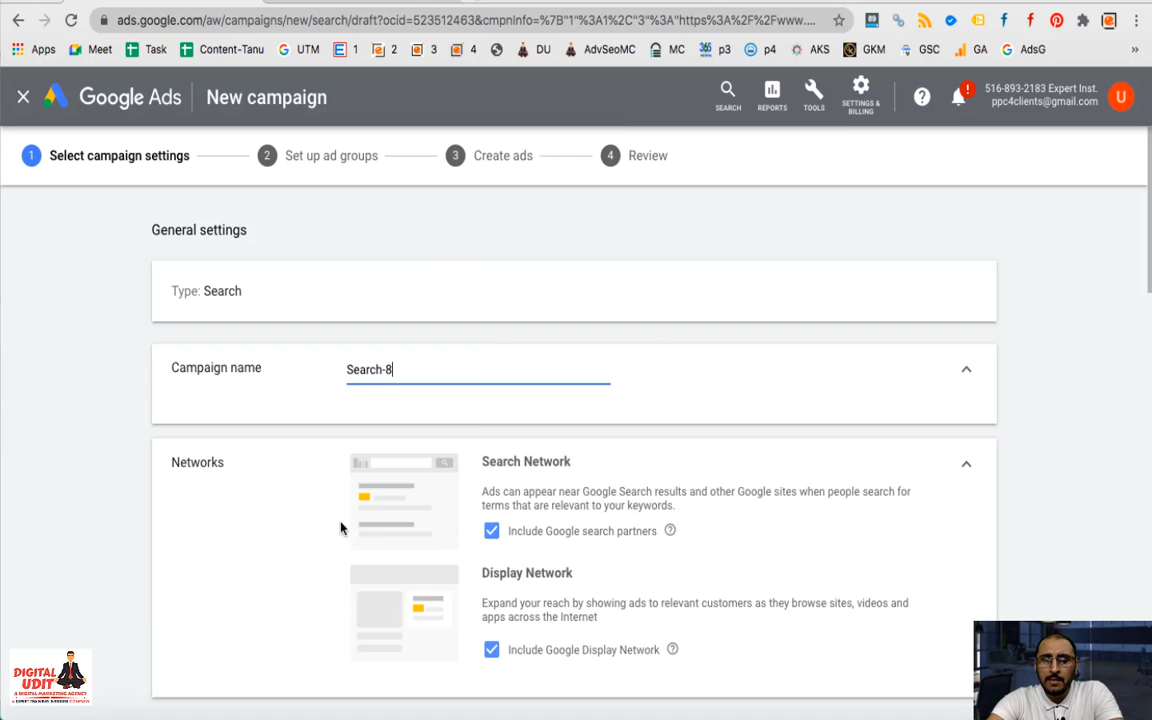 ads.google.com/aw/campaigns/new/search/draft?ocid=523512463&cmpnInfo=%7B"1"%3A1%2C"3"%3A"https%3A%2F%2Fwww....
Apps Meet Task Content-Tanu UTM 1 2 3 4 DU AdvSeoMC MC p3 p4 AKS GKM GSC GA AdsG »
Google Ads New campaign
SEARCH REPORTS TOOLS SETTINGS &
BILLING
516-893-2183 Expert Inst.
ppc4clients@gmail.com
U
1 Select campaign settings 2 Set up ad groups 3 Create ads 4 Review
General settings
Type: Search
Campaign name Search-8
Networks
Search Network
Ads can appear near Google Search results and other Google sites when people search for
terms that are relevant to your keywords.
Include Google search partners
Display Network
Expand your reach by showing ads to relevant customers as they browse sites, videos and
apps across the Internet
Include Google Display Network
DIGITAL
UDIT
A DIGITAL MARKETING AGENCY